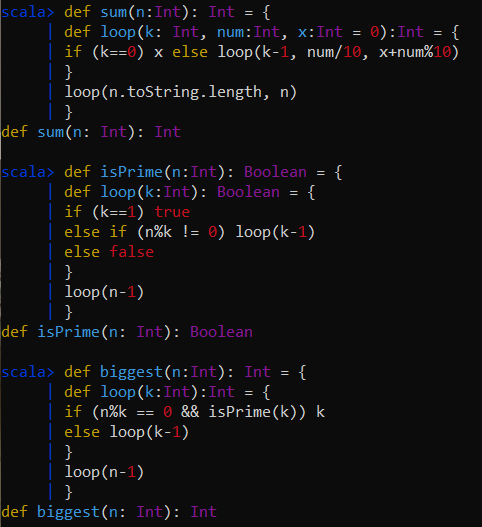 scala> def sum(n:Int): Int = {
| def loop(k: Int, num:Int, x:Int = 0):Int = {
| if (k==0) x else loop(k-1, num/10, x+num%10)
| }
| loop(n.toString.length, n)
| }
def sum(n: Int): Int
scala> def isPrime(n:Int): Boolean = {
| def loop(k:Int): Boolean = {
| if (k==1) true
| else if (n%k != 0) loop(k-1)
| else false
| }
| loop(n-1)
| }
def isPrime(n: Int): Boolean
scala> def biggest(n:Int): Int = {
| def loop(k:Int):Int = {
| if (n%k == 0 && isPrime(k)) k
| else loop(k-1)
| }
| loop(n-1)
| }
def biggest(n: Int): Int